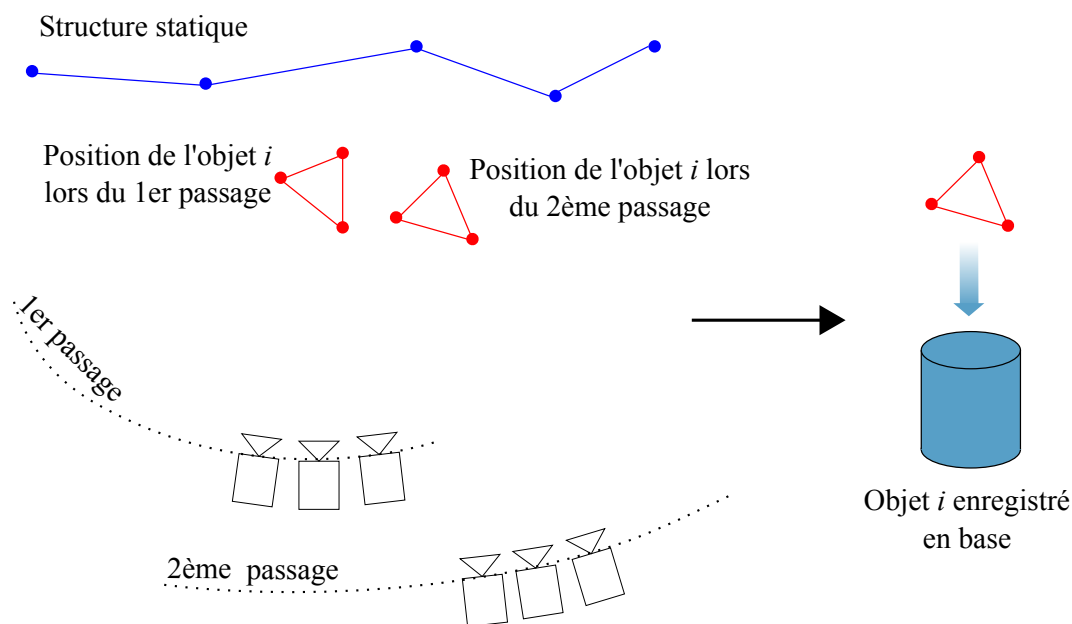 Structure statique
Position de l'objet i
lors du 1er passage
Position de l'objet i lors
du 2ème passage
1er passage
2ème passage
Objet i enregistré
en base